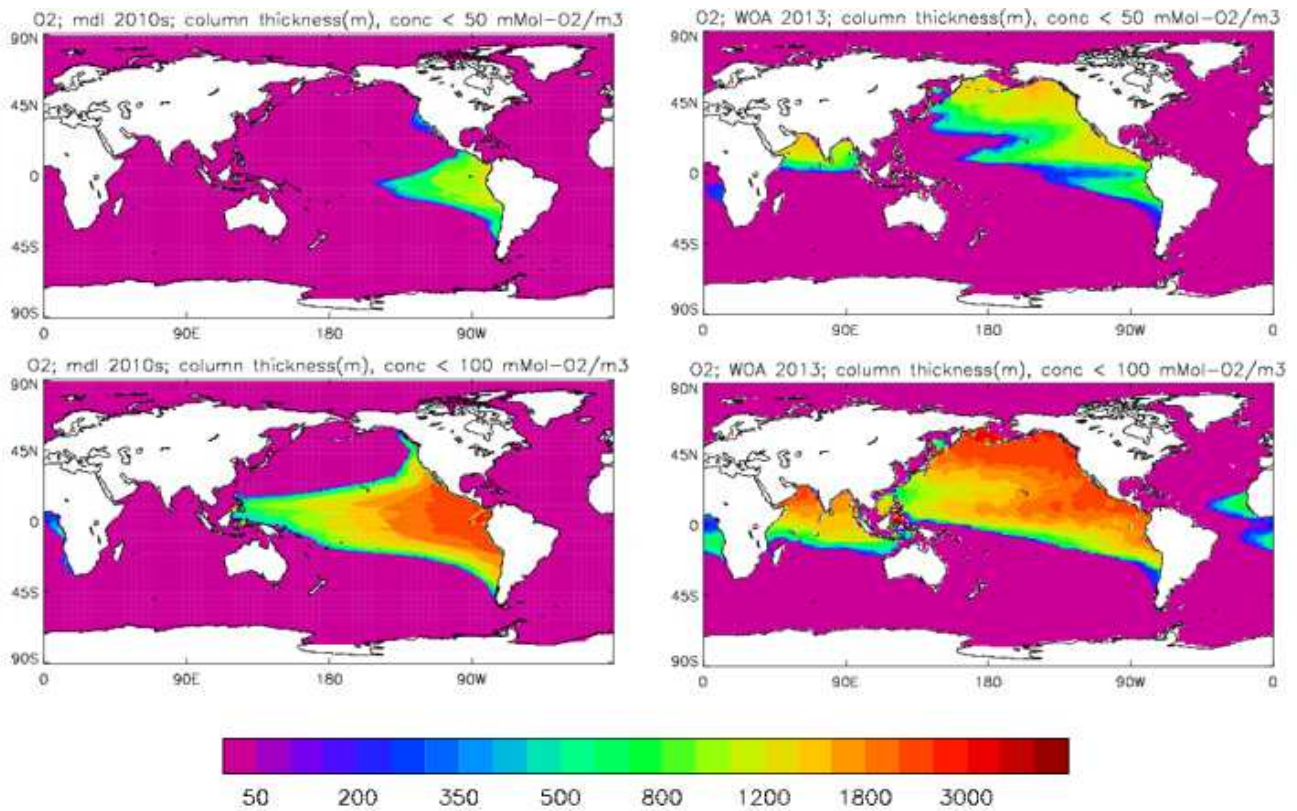 O2; mdl 2010s; column thickness(m), conc < 50 mMol-O2/m3
90N
45N
0
45S
90S
0 90E 180 90W
O2; WOA 2013; column thickness(m), conc < 50 mMol-O2/m3
90N
45N
0
45S
90S
0 90E 180 90W 0
O2; mdl 2010s; column thickness(m), conc < 100 mMol-O2/m3
90N
45N
0
45S
90S
0 90E 180 90W
O2; WOA 2013; column thickness(m), conc < 100 mMol-O2/m3
90N
45N
0
45S
90S
0 90E 180 90W 0
50 200 350 500 800 1200 1800 3000